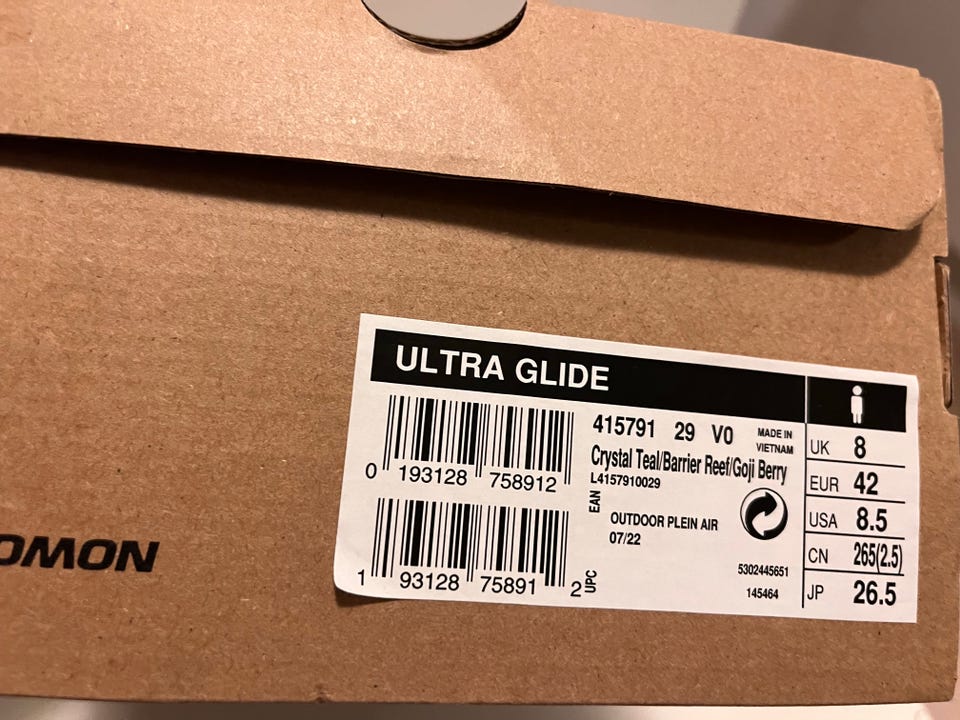 ULTRA GLIDE
415791 29 V0 MADE IN
VIETNAM
Crystal Teal/Barrier Reef/Goji Berry
L4157910029
0 193128 758912
EAN
OUTDOOR PLEIN AIR
07/22
1 93128 75891 2
UPC
5302445651
145464
UK 8
EUR 42
USA 8.5
CN 265(2.5)
JP 26.5
OMON